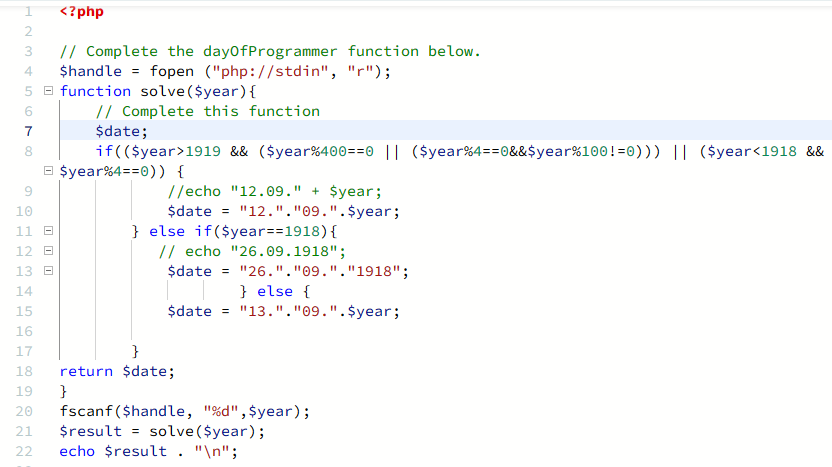 1 <?php
2
3 // Complete the dayOfProgrammer function below.
4 $handle = fopen ("php://stdin", "r");
5 function solve($year){
6 // Complete this function
7 $date;
8 if(($year>1919 && ($year%400==0 || ($year%4==0&&$year%100!=0))) || ($year<1918 &&
$year%4==0)) {
9 //echo "12.09." + $year;
10 $date = "12."."09.".$year;
11 } else if($year==1918){
12 // echo "26.09.1918";
13 $date = "26."."09."."1918";
14 } else {
15 $date = "13."."09.".$year;
16
17 }
18 return $date;
19 }
20 fscanf($handle, "%d",$year);
21 $result = solve($year);
22 echo $result . "\n";